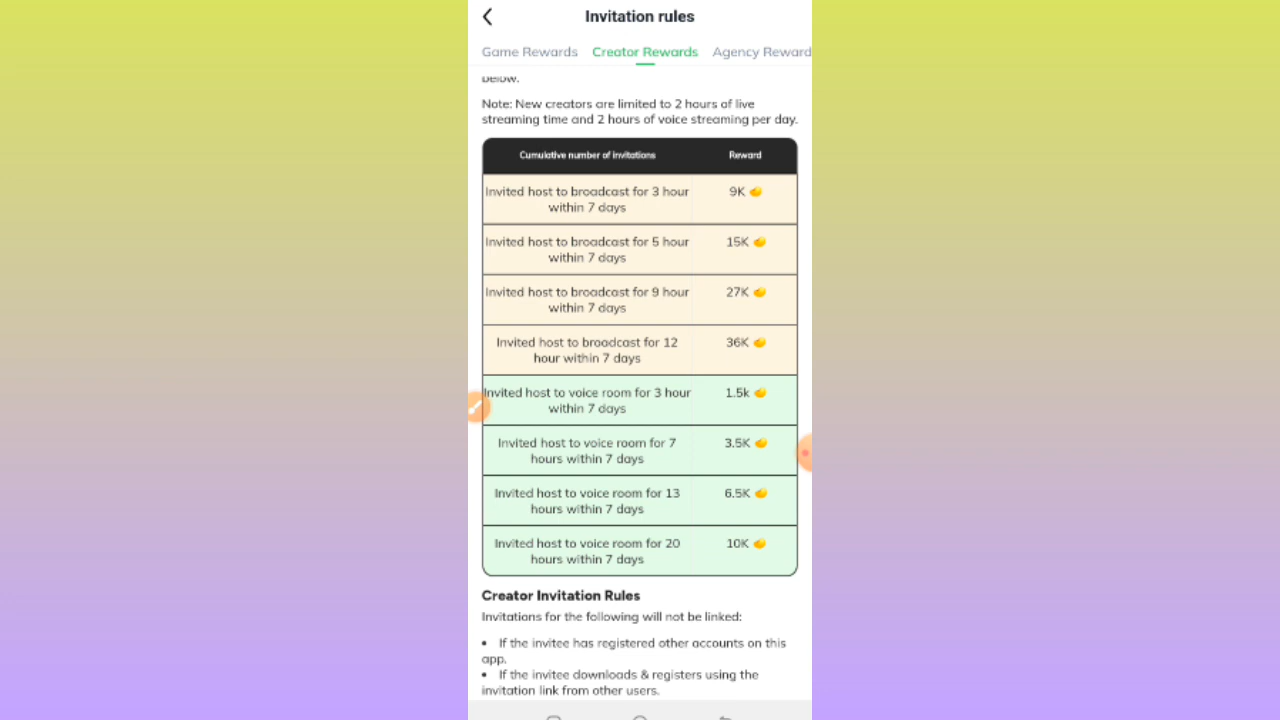 Invitation rules
Game Rewards Creator Rewards Agency Reward
below.
Note: New creators are limited to 2 hours of live
streaming time and 2 hours of voice streaming per day.
Cumulative number of invitations Reward
Invited host to broadcast for 3 hour
within 7 days
9K
Invited host to broadcast for 5 hour
within 7 days
15K
Invited host to broadcast for 9 hour
within 7 days
27K
Invited host to broadcast for 12
hour within 7 days
36K
Invited host to voice room for 3 hour
within 7 days
1.5k
Invited host to voice room for 7
hours within 7 days
3.5K
Invited host to voice room for 13
hours within 7 days
6.5K
Invited host to voice room for 20
hours within 7 days
10K
Creator Invitation Rules
Invitations for the following will not be linked:
• If the invitee has registered other accounts on this
app.
• If the invitee downloads & registers using the
invitation link from other users.